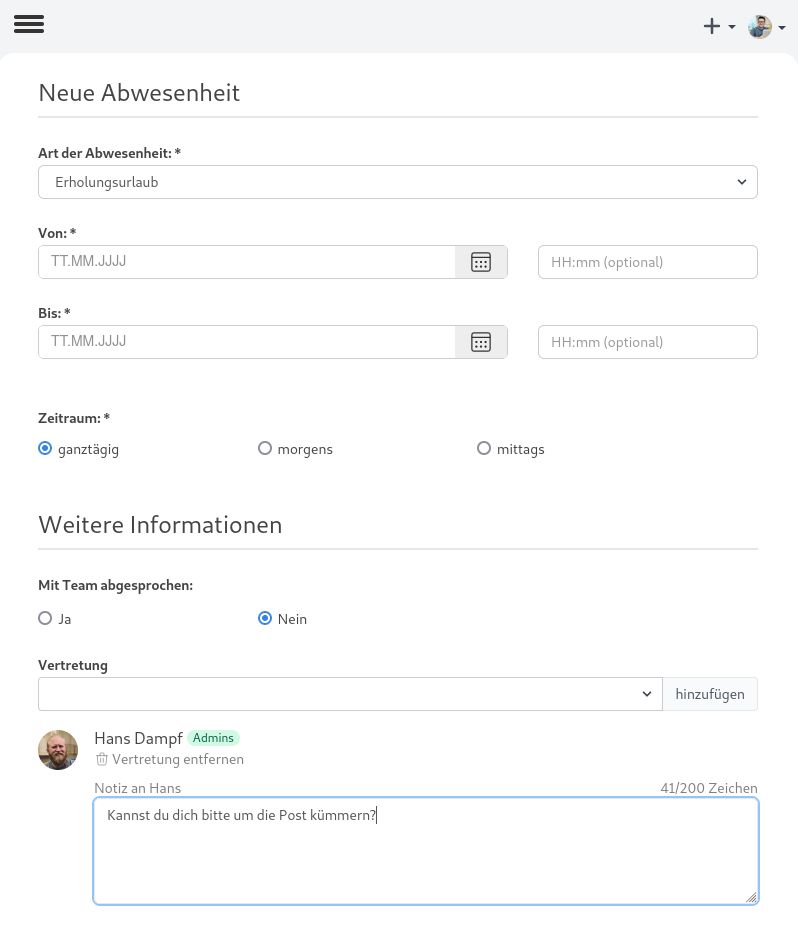 Neue Abwesenheit
Art der Abwesenheit: *
Erholungsurlaub
Von: *
TT.MM.JJJJ HH:mm (optional)
Bis: *
TT.MM.JJJJ HH:mm (optional)
Zeitraum: *
ganztägig morgens mittags
Weitere Informationen
Mit Team abgesprochen:
Ja Nein
Vertretung
hinzufügen
Hans Dampf Admins
Vertretung entfernen
Notiz an Hans 41/200 Zeichen
Kannst du dich bitte um die Post kümmern?